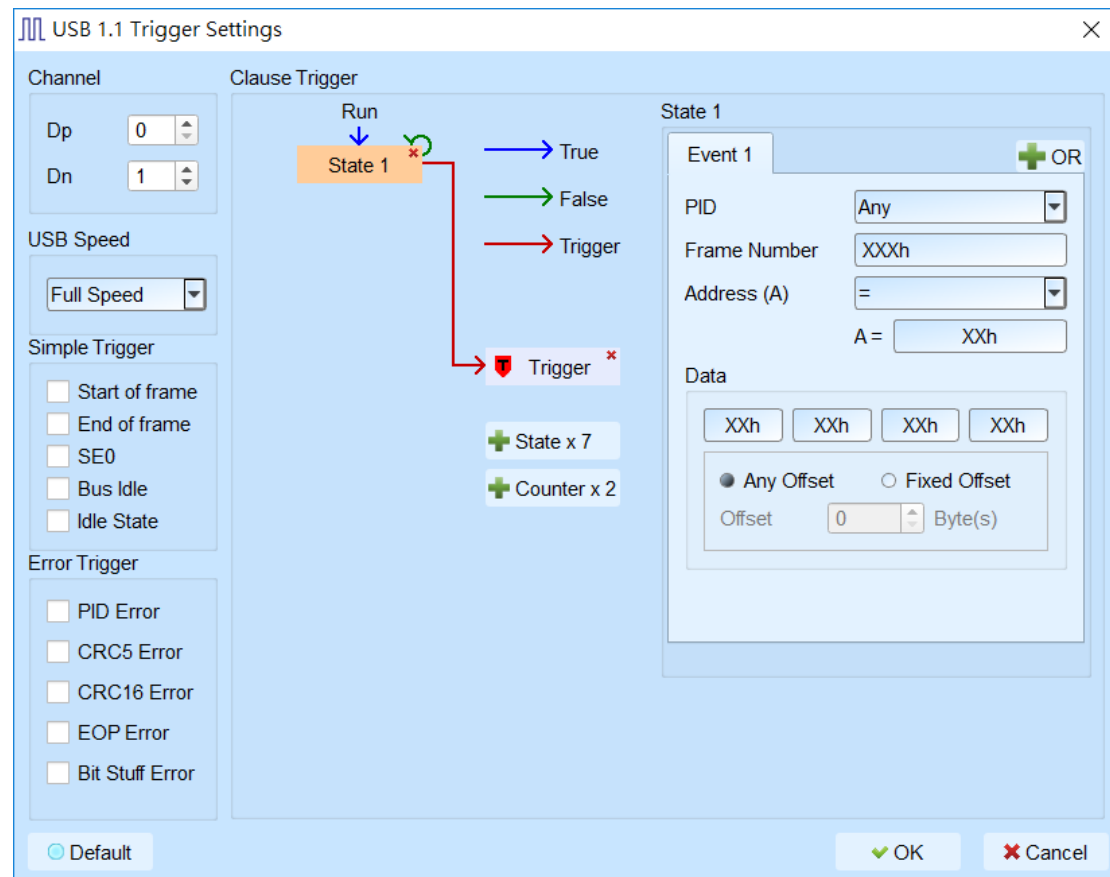 USB 1.1 Trigger Settings
Channel
Dp 0
Dn 1
USB Speed
Full Speed
Simple Trigger
Start of frame
End of frame
SE0
Bus Idle
Idle State
Error Trigger
PID Error
CRC5 Error
CRC16 Error
EOP Error
Bit Stuff Error
Clause Trigger
Run
State 1
True
False
Trigger
T Trigger
State x 7
Counter x 2
State 1
Event 1
OR
PID Any
Frame Number XXXh
Address (A) =
A = XXh
Data
XXh XXh XXh XXh
Any Offset Fixed Offset
Offset 0 Byte(s)
Default
OK
Cancel